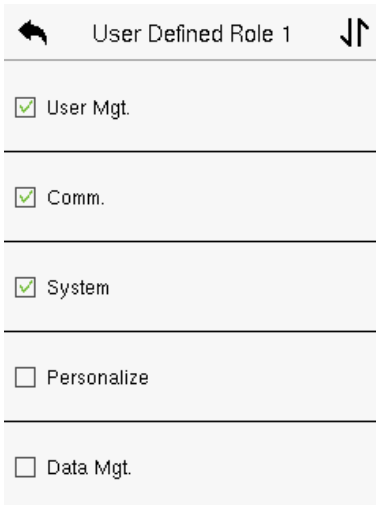 User Defined Role 1
User Mgt.
Comm.
System
Personalize
Data Mgt.